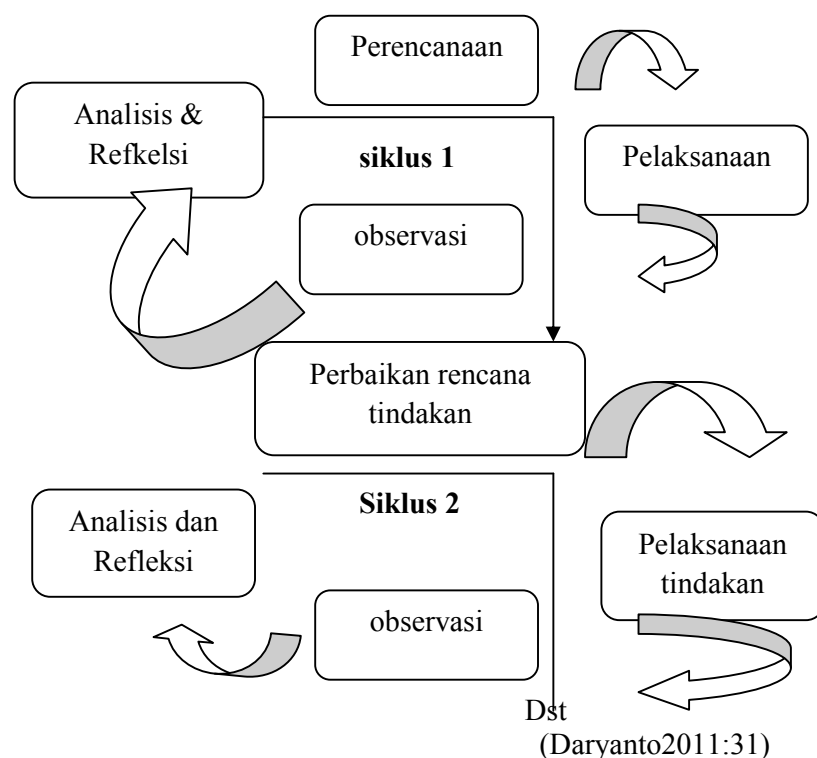 Perencanaan
Analisis &
Refkelsi
siklus 1
Pelaksanaan
observasi
Perbaikan rencana
tindakan
Siklus 2
Analisis dan
Refleksi
Pelaksanaan
tindakan
observasi
Dst
(Daryanto2011:31)